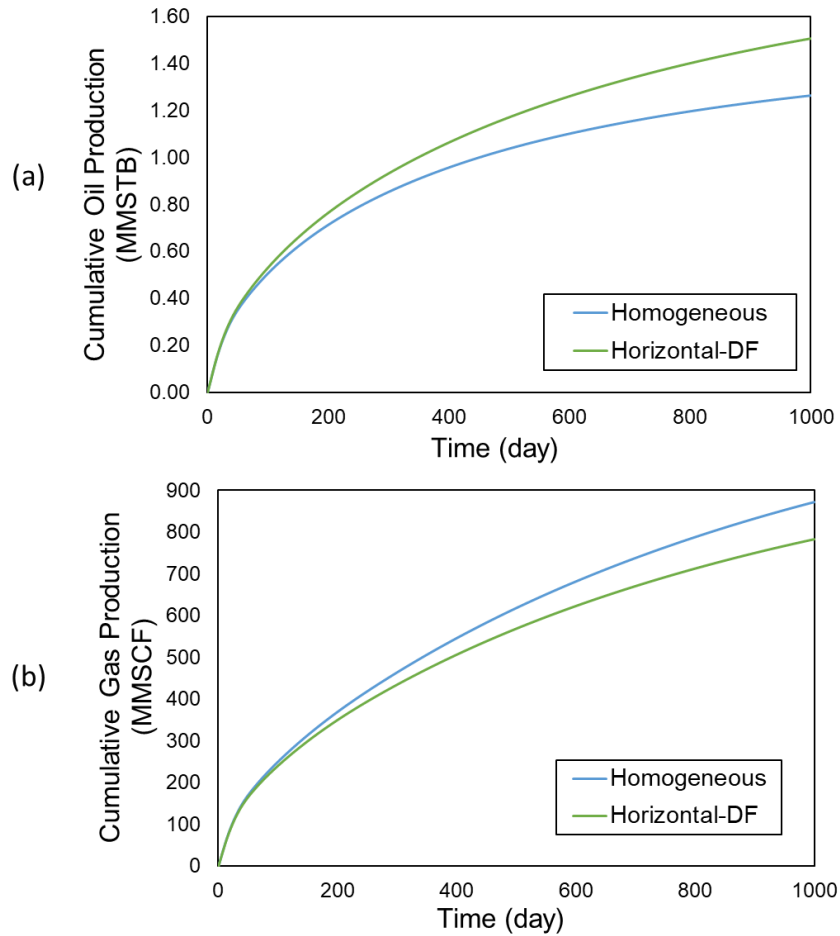 (a)
Cumulative Oil Production
(MMSTB)
1.60
1.40
1.20
1.00
0.80
0.60
0.40
0.20
0.00
Homogeneous
Horizontal-DF
0 200 400 600 800 1000
Time (day)
(b)
Cumulative Gas Production
(MMSCF)
900
800
700
600
500
400
300
200
100
0
Homogeneous
Horizontal-DF
0 200 400 600 800 1000
Time (day)